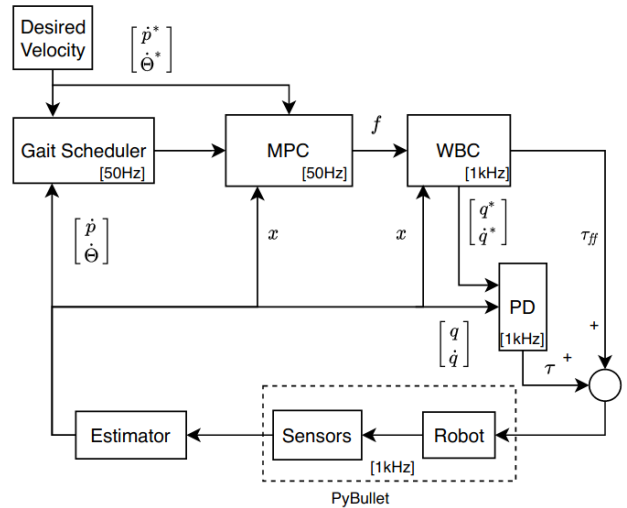 Desired
Velocity
[ṗ*
Θ̇*]
Gait Scheduler
[50Hz]
MPC
[50Hz]
f
WBC
[1kHz]
[ṗ
Θ̇]
x
x
[q*
q̇*]
τff
PD
[1kHz]
[q
q̇]
+
τ
+
Estimator
Sensors
Robot
[1kHz]
PyBullet